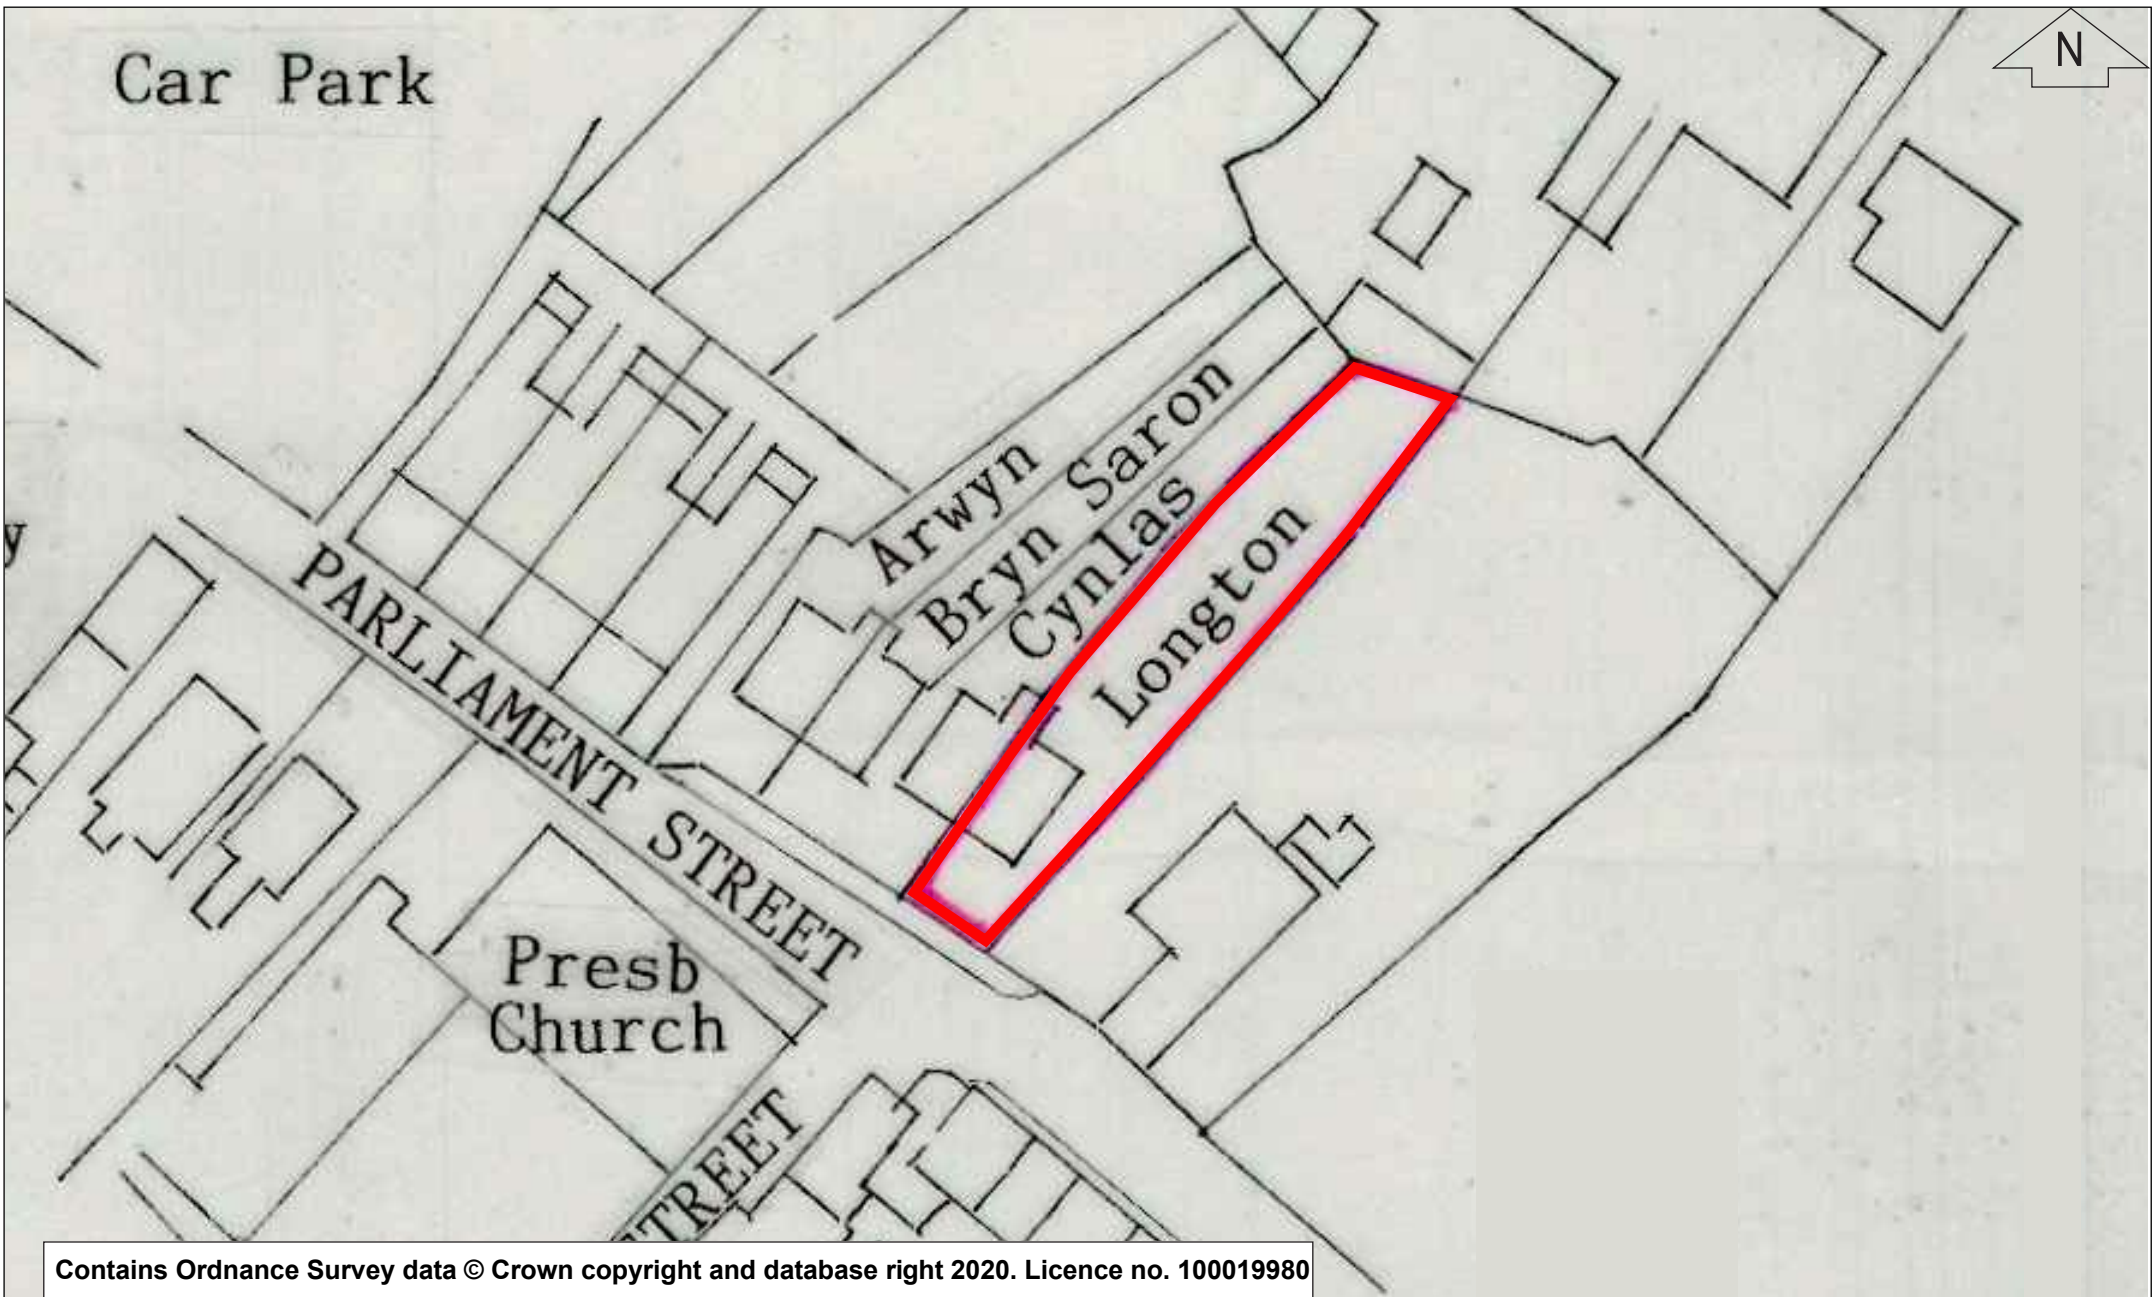 Car Park
N
Arwyn
Bryn Saron
Cynlas
Longton
y
PARLIAMENT STREET
Presb
Church
STREET
Contains Ordnance Survey data © Crown copyright and database right 2020. Licence no. 100019980